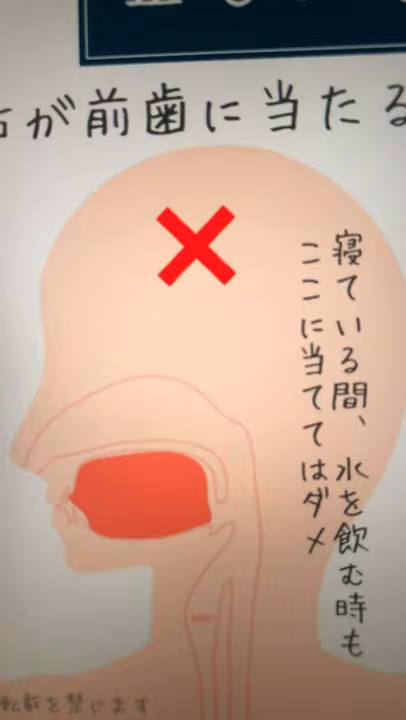 が前歯に当たる
寝ている間、水を飲む時も
ここに当ててはダメ
転載を禁じます